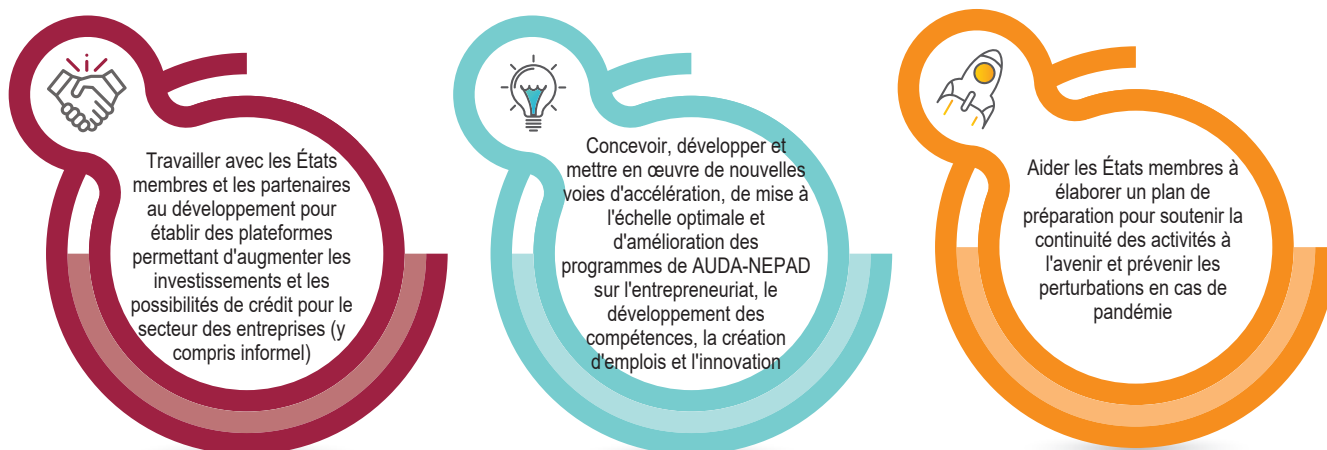 Travailler avec les États
membres et les partenaires
au développement pour
établir des plateformes
permettant d'augmenter les
investissements et les
possibilités de crédit pour le
secteur des entreprises (y
compris informel)
Concevoir, développer et
mettre en œuvre de nouvelles
voies d'accélération, de mise à
l'échelle optimale et
d'amélioration des
programmes de AUDA-NEPAD
sur l'entrepreneuriat, le
développement des
compétences, la création
d'emplois et l'innovation
Aider les États membres à
élaborer un plan de
préparation pour soutenir la
continuité des activités à
l'avenir et prévenir les
perturbations en cas de
pandémie